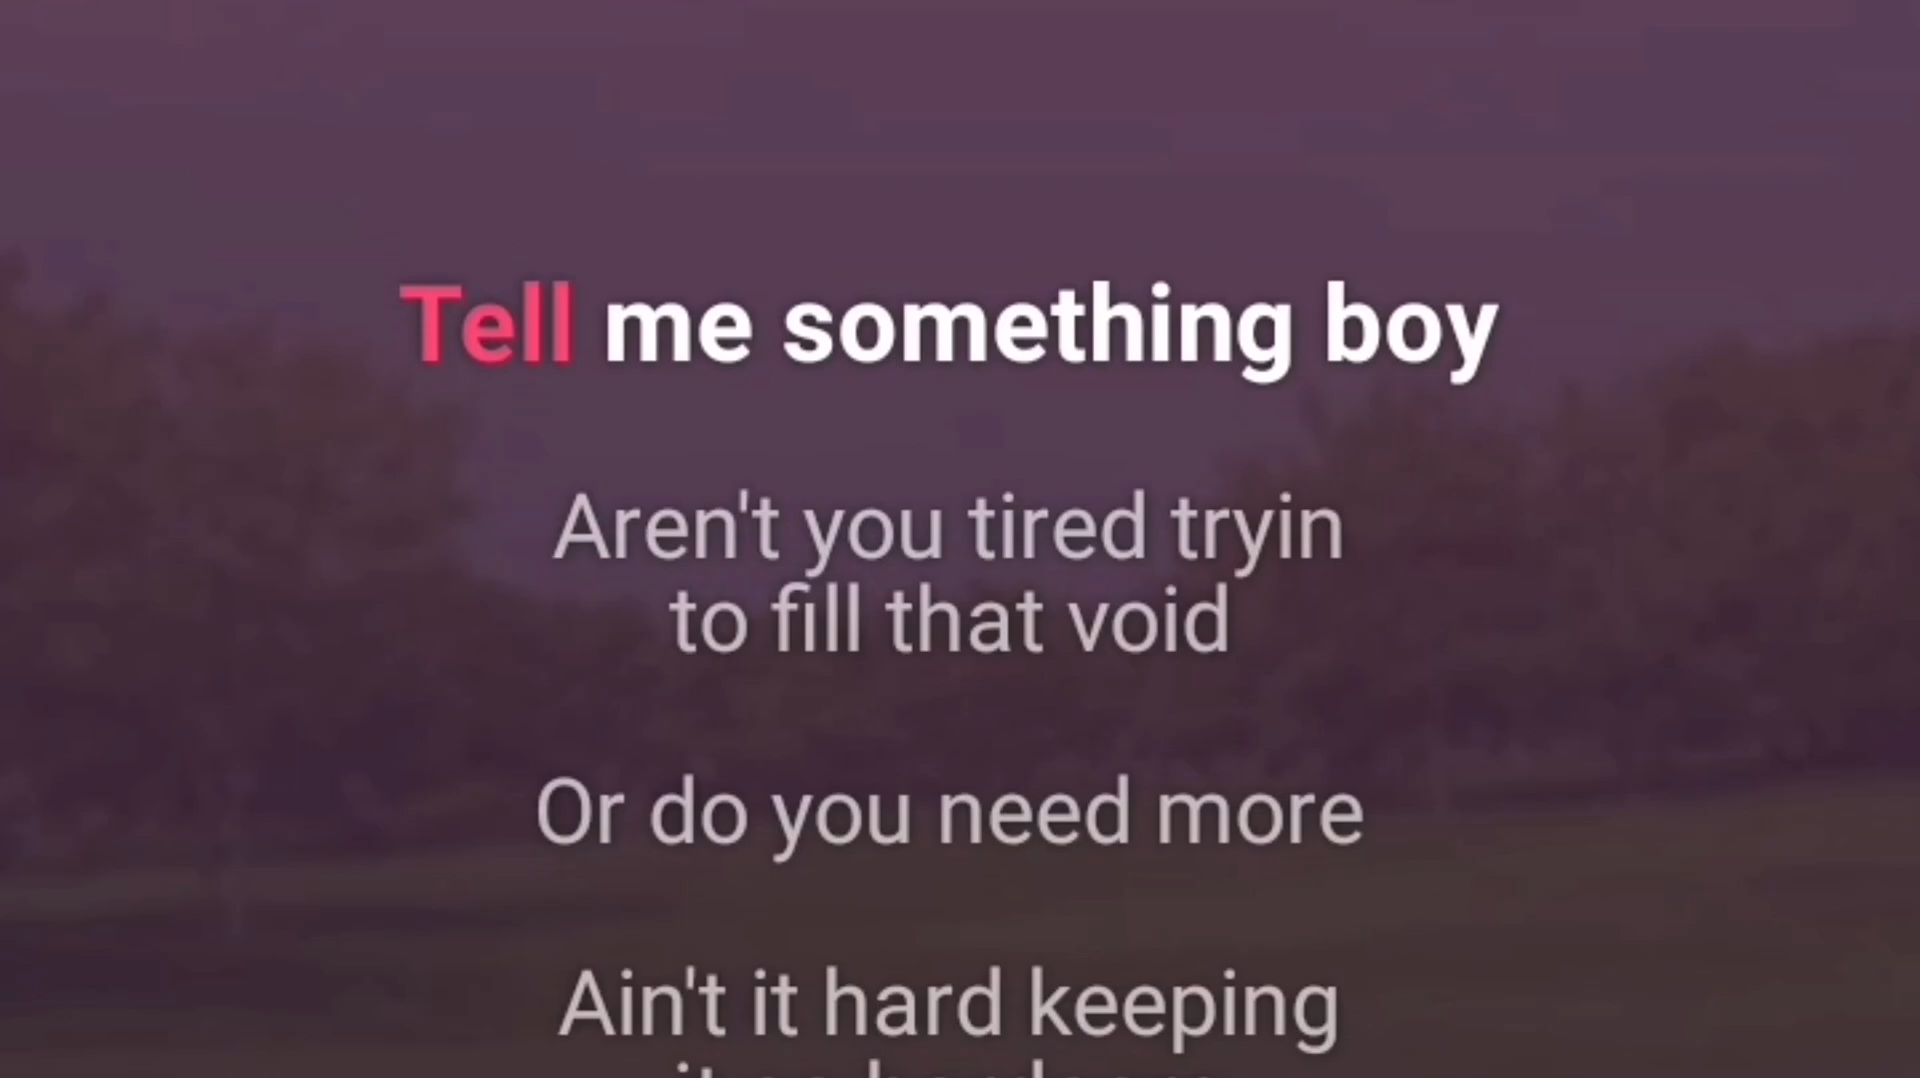 Tell me something boy
Aren't you tired tryin
to fill that void
Or do you need more
Ain't it hard keeping